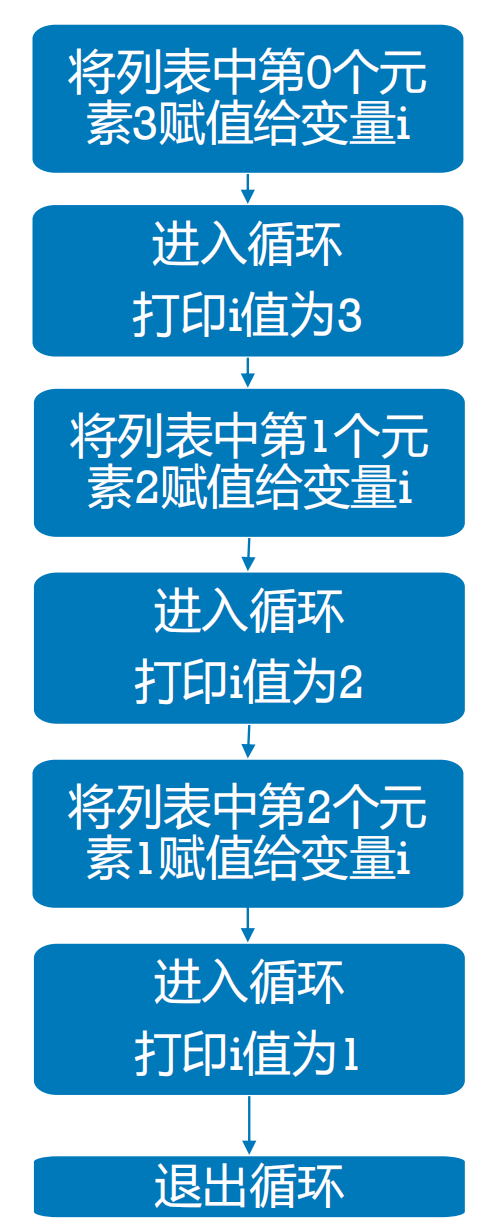 将列表中第0个元
素3赋值给变量i
进入循环
打印i值为3
将列表中第1个元
素2赋值给变量i
进入循环
打印i值为2
将列表中第2个元
素1赋值给变量i
进入循环
打印i值为1
退出循环